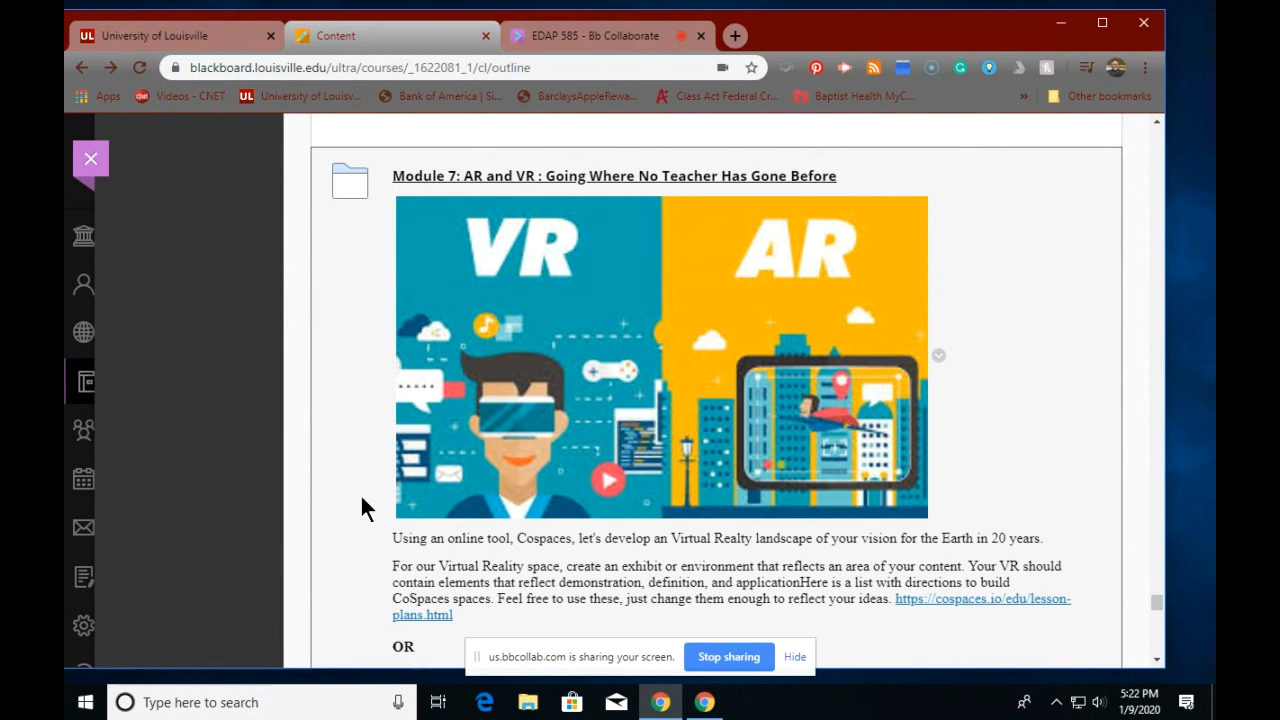 University of Louisville
Content
EDAP 585 - Bb Collaborate
blackboard.louisville.edu/ultra/courses/_1622081_1/cl/outline
Apps
Videos - CNET
University of Louisv...
Bank of America | Si...
BarclaysAppleRewa...
Class Act Federal Cr...
Baptist Health MyC...
»
Other bookmarks
Module 7: AR and VR : Going Where No Teacher Has Gone Before
VR
AR
Using an online tool, Cospaces, let's develop an Virtual Realty landscape of your vision for the Earth in 20 years.
For our Virtual Reality space, create an exhibit or environment that reflects an area of your content. Your VR should
contain elements that reflect demonstration, definition, and applicationHere is a list with directions to build
CoSpaces spaces. Feel free to use these, just change them enough to reflect your ideas. https://cospaces.io/edu/lesson-
plans.html
OR
us.bbcollab.com is sharing your screen.
Stop sharing
Hide
Type here to search
5:22 PM
1/9/2020